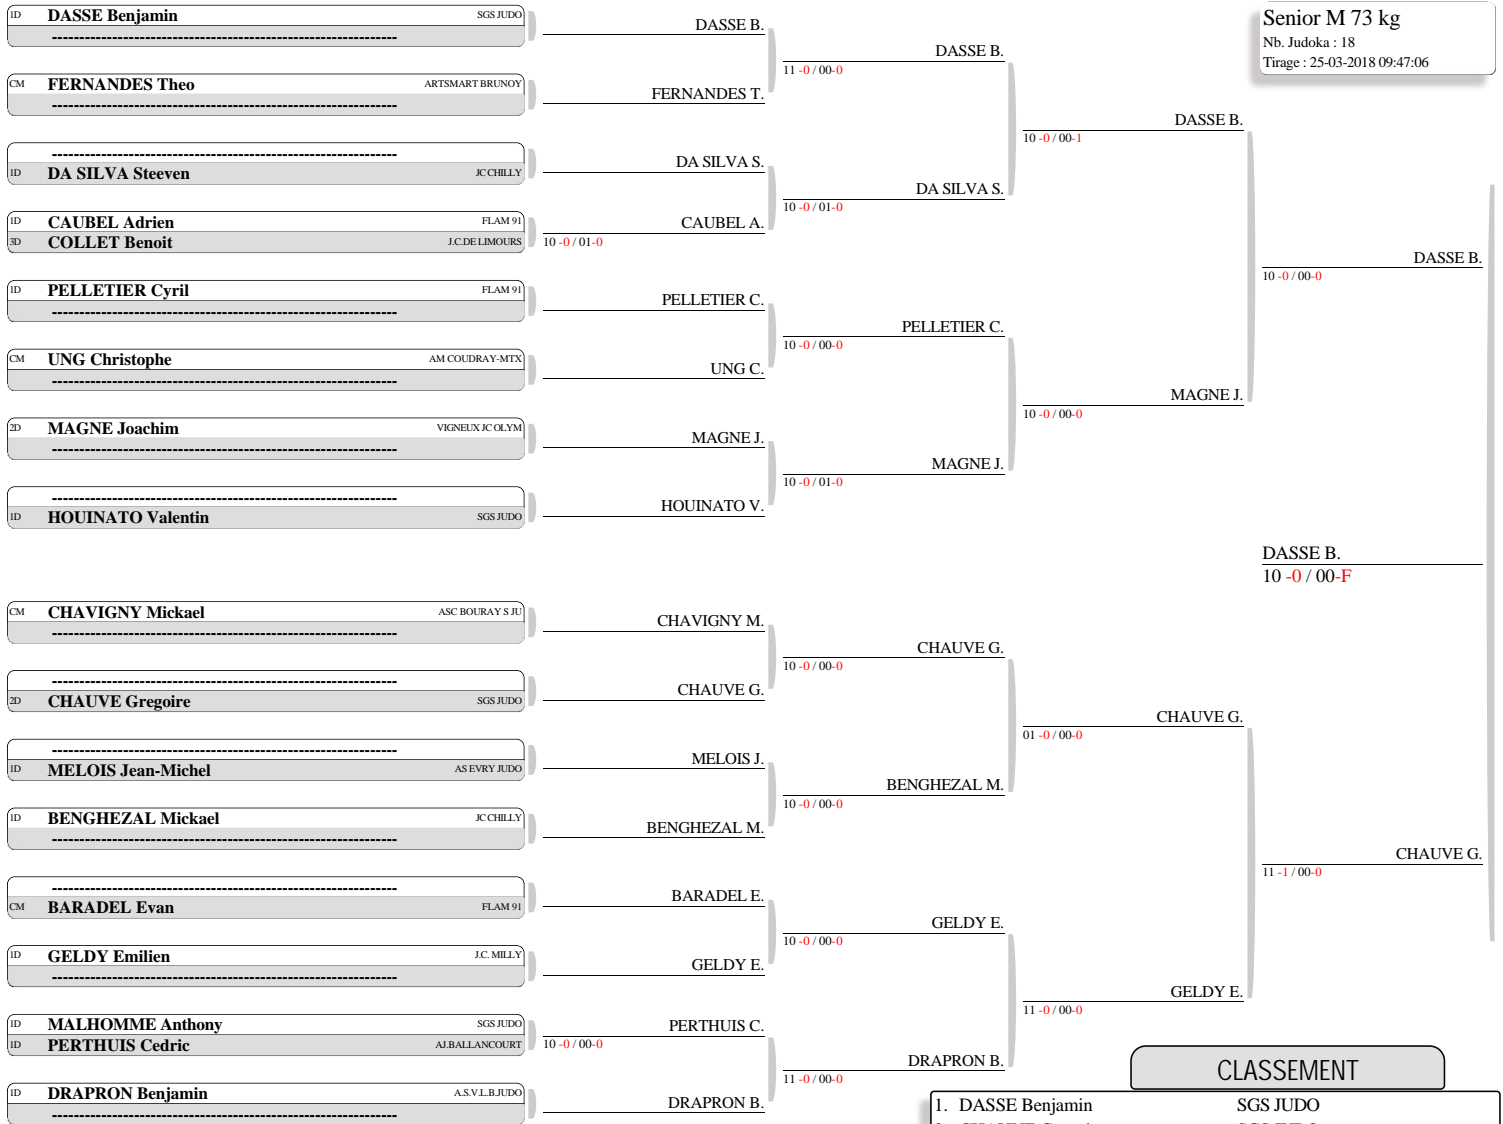 Senior M 73 kg
Nb. Judoka : 18
Tirage : 25-03-2018 09:47:06
1D DASSE Benjamin SGS JUDO
--------------------------------------------------------------
CM FERNANDES Theo ARTSMART BRUNOY
--------------------------------------------------------------
--------------------------------------------------------------
1D DA SILVA Steeven JC CHILLY
1D CAUBEL Adrien FLAM 91
3D COLLET Benoit J.C.DE LIMOURS
1D PELLETIER Cyril FLAM 91
--------------------------------------------------------------
CM UNG Christophe AM COUDRAY-MTX
--------------------------------------------------------------
2D MAGNE Joachim VIGNEUX JC OLYM
--------------------------------------------------------------
--------------------------------------------------------------
1D HOUINATO Valentin SGS JUDO
CM CHAVIGNY Mickael ASC BOURAY S JU
--------------------------------------------------------------
--------------------------------------------------------------
2D CHAUVE Gregoire SGS JUDO
--------------------------------------------------------------
1D MELOIS Jean-Michel AS EVRY JUDO
1D BENGHEZAL Mickael JC CHILLY
--------------------------------------------------------------
--------------------------------------------------------------
CM BARADEL Evan FLAM 91
1D GELDY Emilien J.C. MILLY
--------------------------------------------------------------
1D MALHOMME Anthony SGS JUDO
1D PERTHUIS Cedric AJ.BALLANCOURT
1D DRAPRON Benjamin A.S.V.L.B.JUDO
--------------------------------------------------------------
DASSE B.
FERNANDES T.
DA SILVA S.
CAUBEL A.
10 -0 / 01-0
PELLETIER C.
UNG C.
MAGNE J.
HOUINATO V.
CHAVIGNY M.
CHAUVE G.
MELOIS J.
BENGHEZAL M.
BARADEL E.
GELDY E.
PERTHUIS C.
10 -0 / 00-0
DRAPRON B.
DASSE B.
11 -0 / 00-0
DA SILVA S.
10 -0 / 01-0
PELLETIER C.
10 -0 / 00-0
MAGNE J.
10 -0 / 01-0
CHAUVE G.
10 -0 / 00-0
BENGHEZAL M.
10 -0 / 00-0
GELDY E.
10 -0 / 00-0
DRAPRON B.
11 -0 / 00-0
DASSE B.
10 -0 / 00-1
MAGNE J.
10 -0 / 00-0
CHAUVE G.
01 -0 / 00-0
GELDY E.
11 -0 / 00-0
DASSE B.
10 -0 / 00-0
CHAUVE G.
11 -1 / 00-0
DASSE B.
10 -0 / 00-F
CLASSEMENT
1. DASSE Benjamin SGS JUDO